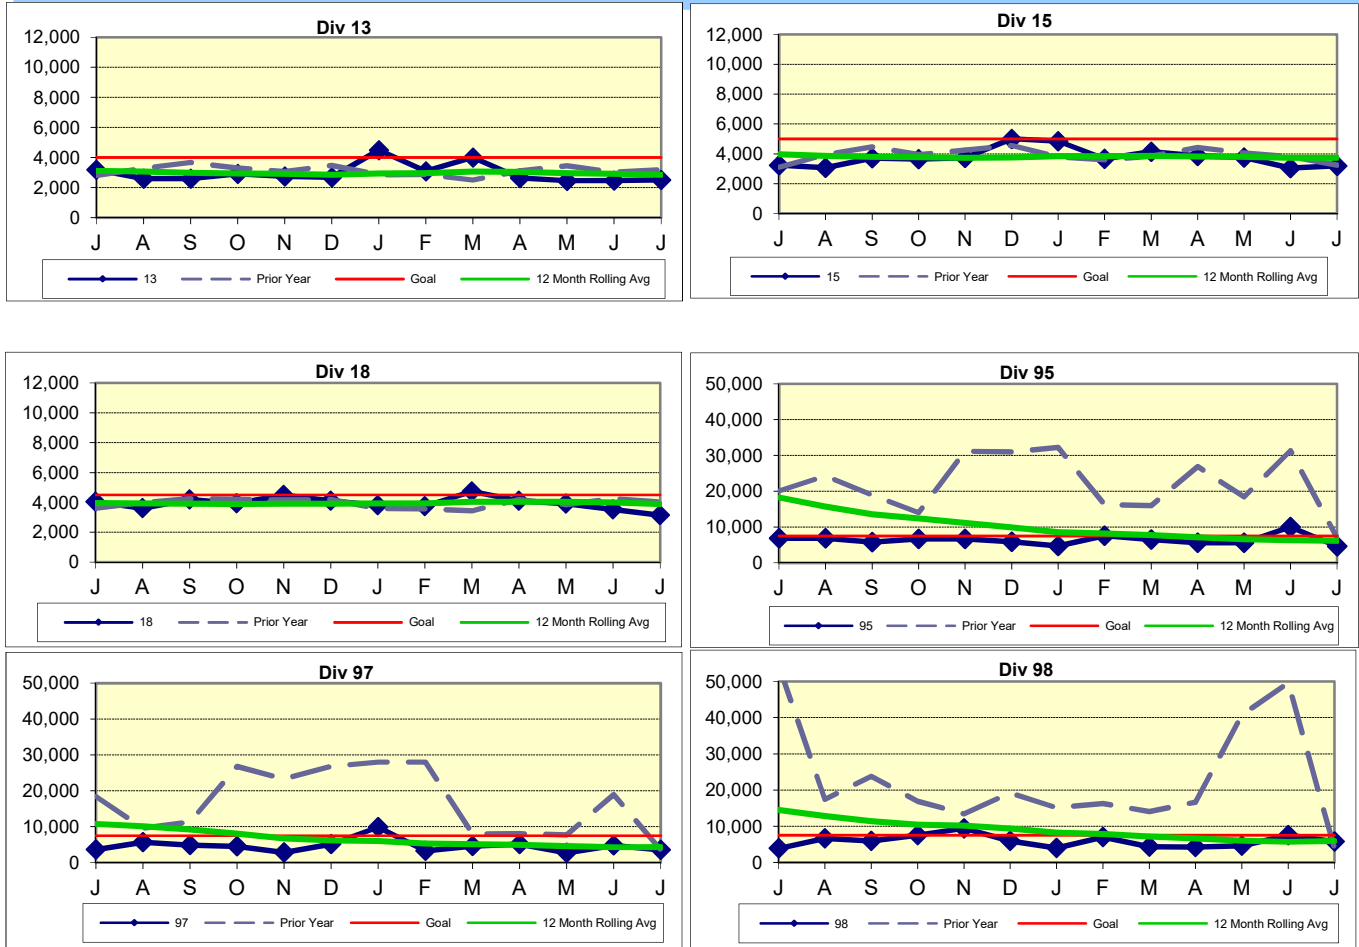 Div 13
12,000
10,000
8,000
6,000
4,000
2,000
0
J A S O N D J F M A M J J
13 Prior Year Goal 12 Month Rolling Avg
Div 15
12,000
10,000
8,000
6,000
4,000
2,000
0
J A S O N D J F M A M J J
15 Prior Year Goal 12 Month Rolling Avg
Div 18
12,000
10,000
8,000
6,000
4,000
2,000
0
J A S O N D J F M A M J J
18 Prior Year Goal 12 Month Rolling Avg
Div 95
50,000
40,000
30,000
20,000
10,000
0
J A S O N D J F M A M J J
95 Prior Year Goal 12 Month Rolling Avg
Div 97
50,000
40,000
30,000
20,000
10,000
0
J A S O N D J F M A M J J
97 Prior Year Goal 12 Month Rolling Avg
Div 98
50,000
40,000
30,000
20,000
10,000
0
J A S O N D J F M A M J J
98 Prior Year Goal 12 Month Rolling Avg